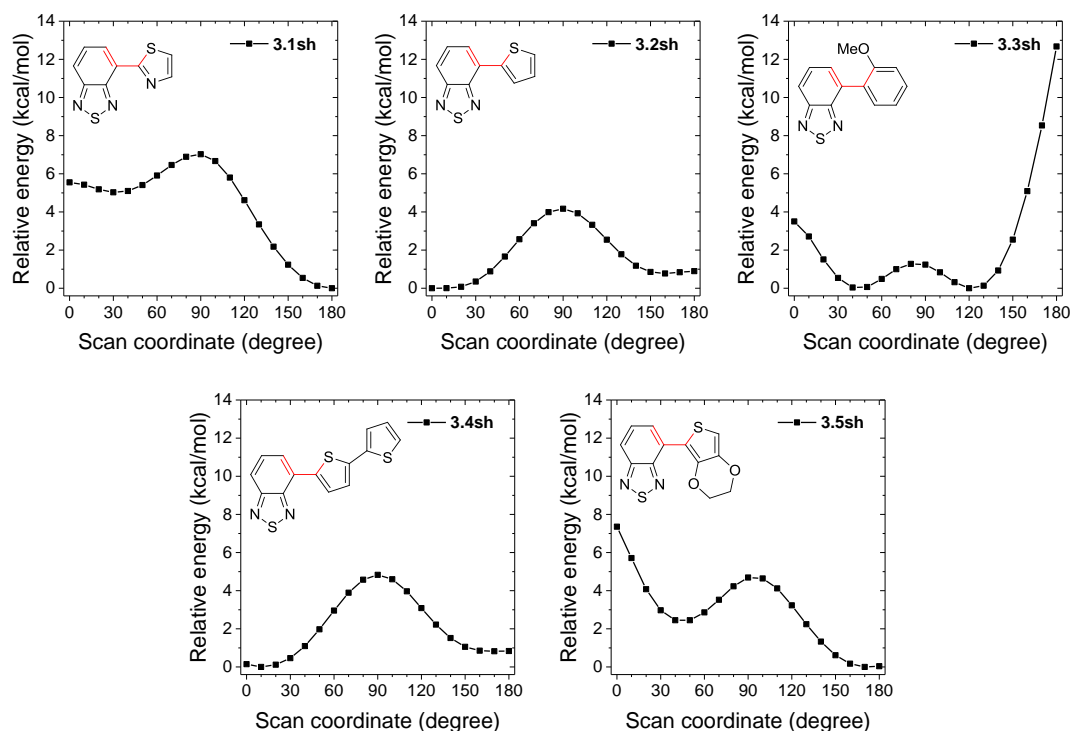 14
12
10
8
6
4
2
0
Relative energy (kcal/mol)
3.1sh
S
N
N
N
S
0 30 60 90 120 150 180
Scan coordinate (degree)
14
12
10
8
6
4
2
0
Relative energy (kcal/mol)
3.2sh
S
N
N
S
0 30 60 90 120 150 180
Scan coordinate (degree)
14
12
10
8
6
4
2
0
Relative energy (kcal/mol)
3.3sh
MeO
N
N
S
0 30 60 90 120 150 180
Scan coordinate (degree)
14
12
10
8
6
4
2
0
Relative energy (kcal/mol)
3.4sh
S
S
N
N
S
0 30 60 90 120 150 180
Scan coordinate (degree)
14
12
10
8
6
4
2
0
Relative energy (kcal/mol)
3.5sh
S
N
N
O
O
S
0 30 60 90 120 150 180
Scan coordinate (degree)